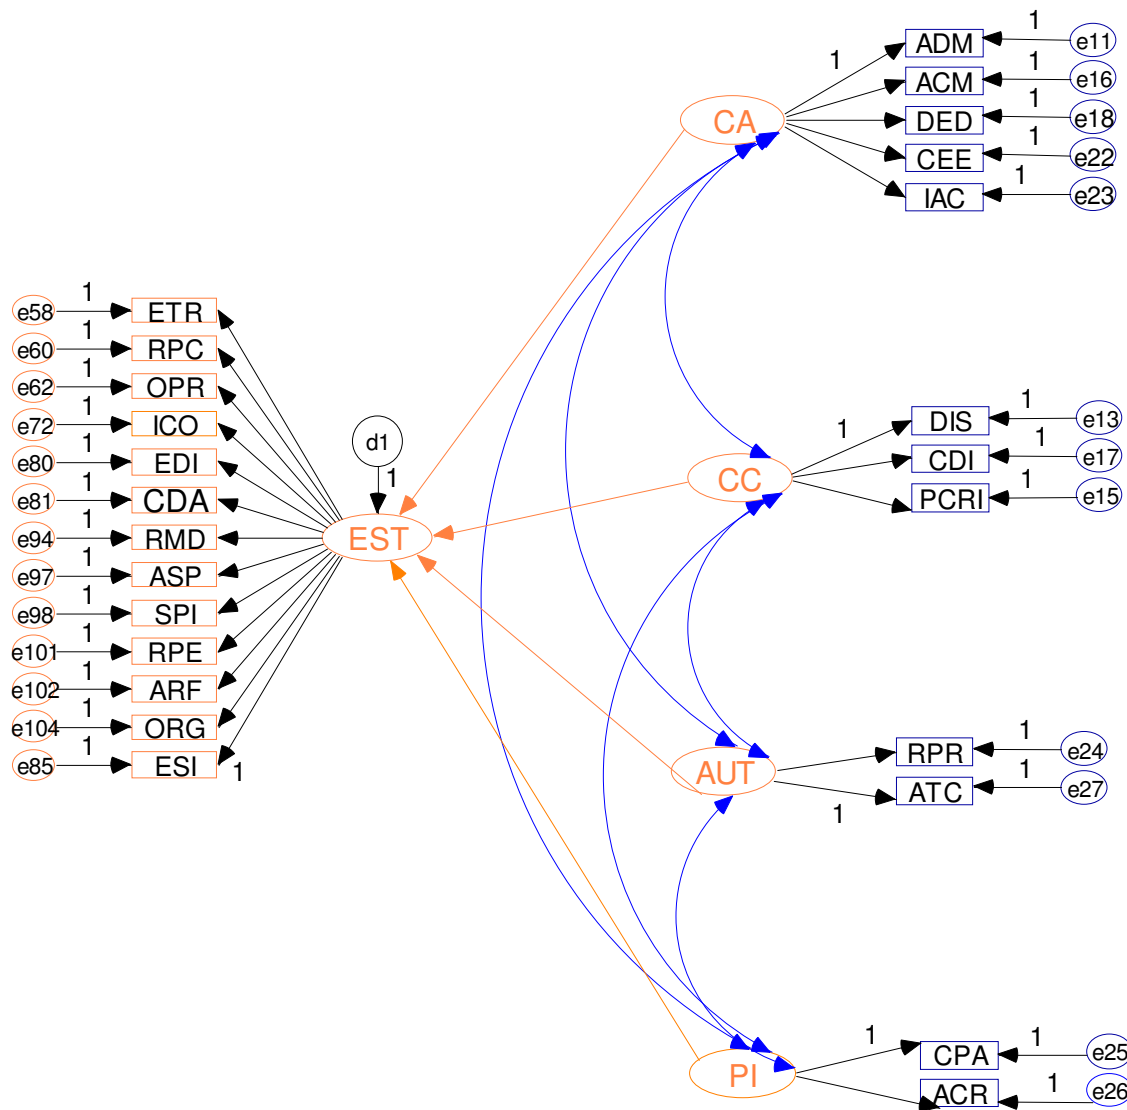 1 ADM 1 e11
ACM 1 e16
CA DED 1 e18
CEE 1 e22
IAC 1 e23
e58 1 ETR
e60 1 RPC
e62 1 OPR
e72 1 ICO
e80 1 EDI
e81 1 CDA
e94 1 RMD
e97 1 ASP
e98 1 SPI
e101 1 RPE
e102 1 ARF
e104 1 ORG
e85 1 ESI 1
d1
1
EST
CC
1 DIS 1 e13
CDI 1 e17
PCRI 1 e15
AUT
RPR 1 e24
1 ATC 1 e27
PI
1 CPA 1 e25
ACR 1 e26